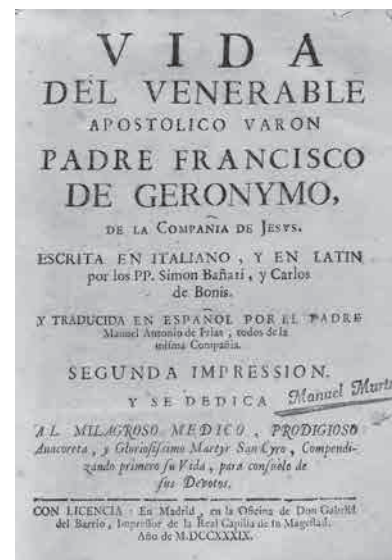 VIDA
DEL VENERABLE
APOSTOLICO VARON
PADRE FRANCISCO
DE GERONYMO,
DE LA COMPAÑIA DE JESVS.
ESCRITA EN ITALIANO, Y EN LATIN
por los PP. Simon Bañati, y Carlos
de Bonis.
Y TRADUCIDA EN ESPAÑOL POR EL PADRE
Manuel Antonio de Frias, todos de la
misma Compañia.
SEGUNDA IMPRESSION.
Y SE DEDICA
Manuel
AL MILAGROSO MEDICO, PRODIGIOSO
Anacoreta, y Gloriosissimo Martyr San Cyro, Compendi-
zando primero su Vida, para consuelo de
sus Devotos.
CON LICENCIA: En Madrid, en la Oficina de Don Gabriel
del Barrio, Impressor de la Real Capilla de su Magestad.
Año de M.DCCXXXIX.